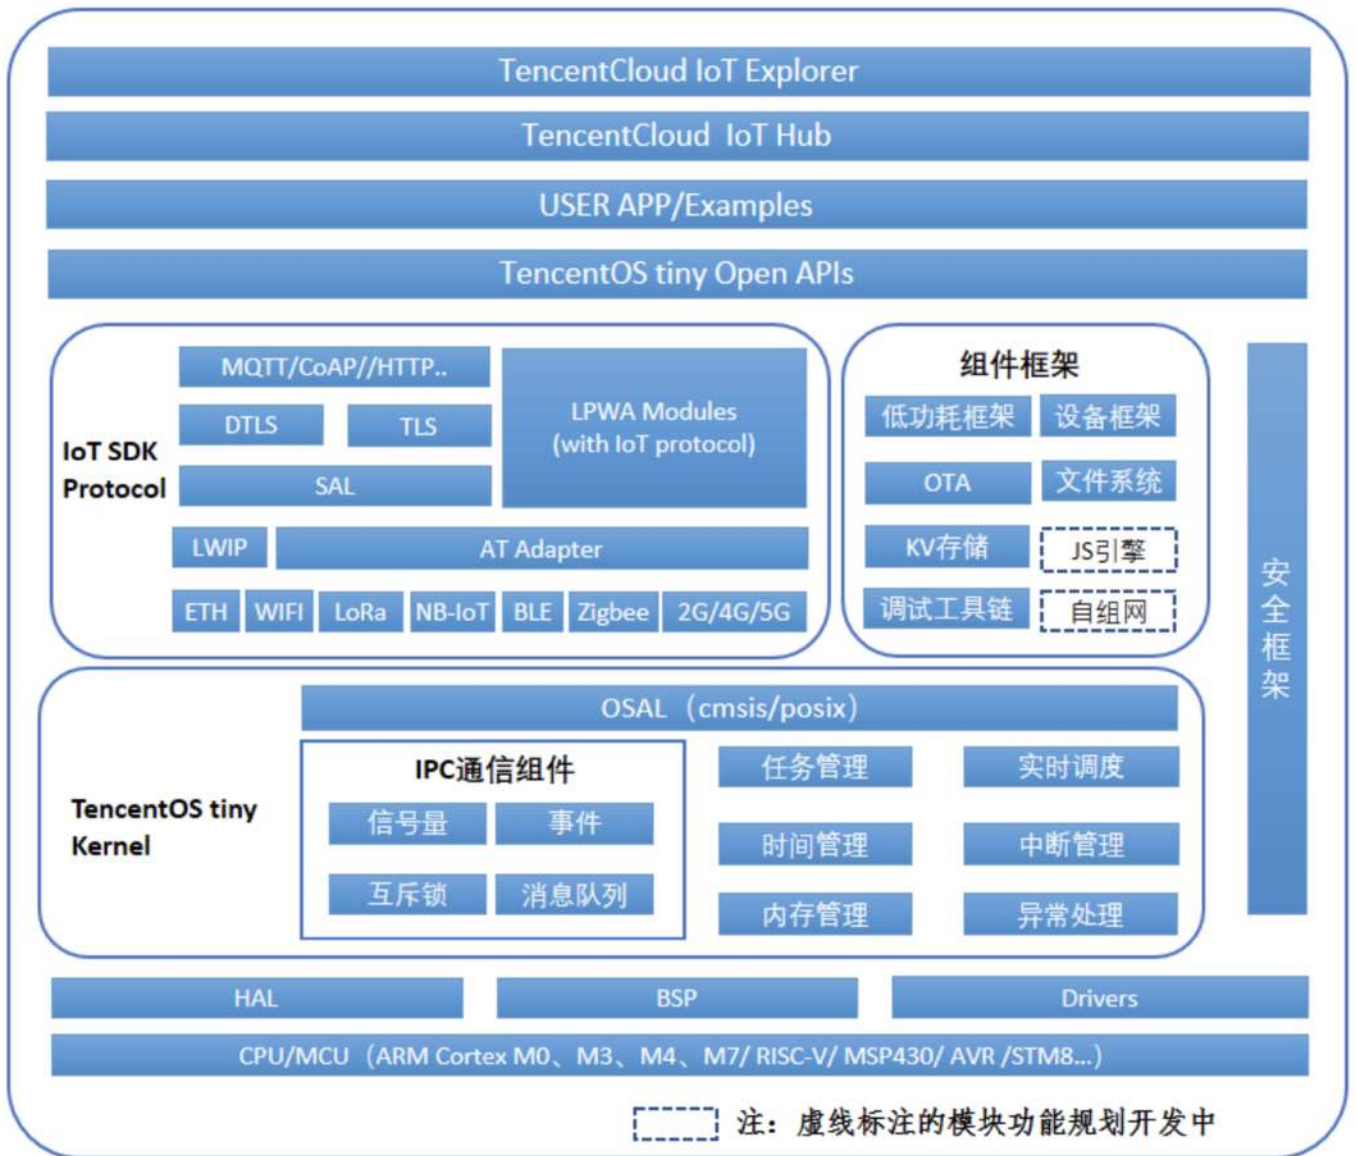 TencentCloud IoT Explorer
TencentCloud IoT Hub
USER APP/Examples
TencentOS tiny Open APIs
IoT SDK
Protocol
MQTT/CoAP//HTTP..
DTLS
TLS
SAL
LPWA Modules
(with IoT protocol)
LWIP
AT Adapter
ETH
WIFI
LoRa
NB-IoT
BLE
Zigbee
2G/4G/5G
组件框架
低功耗框架
设备框架
OTA
文件系统
KV存储
JS引擎
调试工具链
自组网
安
全
框
架
TencentOS tiny
Kernel
OSAL（cmsis/posix）
IPC通信组件
信号量
事件
互斥锁
消息队列
任务管理
实时调度
时间管理
中断管理
内存管理
异常处理
HAL
BSP
Drivers
CPU/MCU（ARM Cortex M0、M3、M4、M7/ RISC-V/ MSP430/ AVR /STM8...）
注：虚线标注的模块功能规划开发中